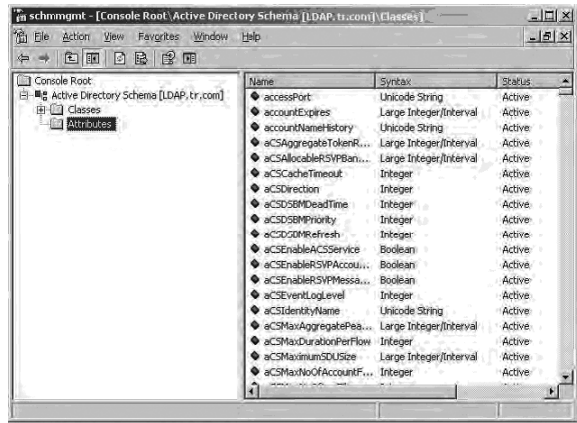 schmmgmt - [Console Root\Active Directory Schema [LDAP.tr.com]\Classes]
File Action View Favorites Window Help
Console Root
Active Directory Schema [LDAP.tr.com]
Classes
Attributes
Name Syntax Status
accessPort Unicode String Active
accountExpires Large Integer/Interval Active
accountNameHistory Unicode String Active
aCSAggregateTokenR... Large Integer/Interval Active
aCSAllocableRSVPBan... Large Integer/Interval Active
aCSCacheTimeout Integer Active
aCSDirection Integer Active
aCSDSBMDeadTime Integer Active
aCSDSBMPriority Integer Active
aCSDSBMRefresh Integer Active
aCSEnableACSService Boolean Active
aCSEnableRSVPAccou... Boolean Active
aCSEnableRSVPMessa... Boolean Active
aCSEventLogLevel Integer Active
aCSIdentityName Unicode String Active
aCSMaxAggregatePea... Large Integer/Interval Active
aCSMaxDurationPerFlow Integer Active
aCSMaximumSDUSize Large Integer/Interval Active
aCSMaxNoOfAccountF... Integer Active